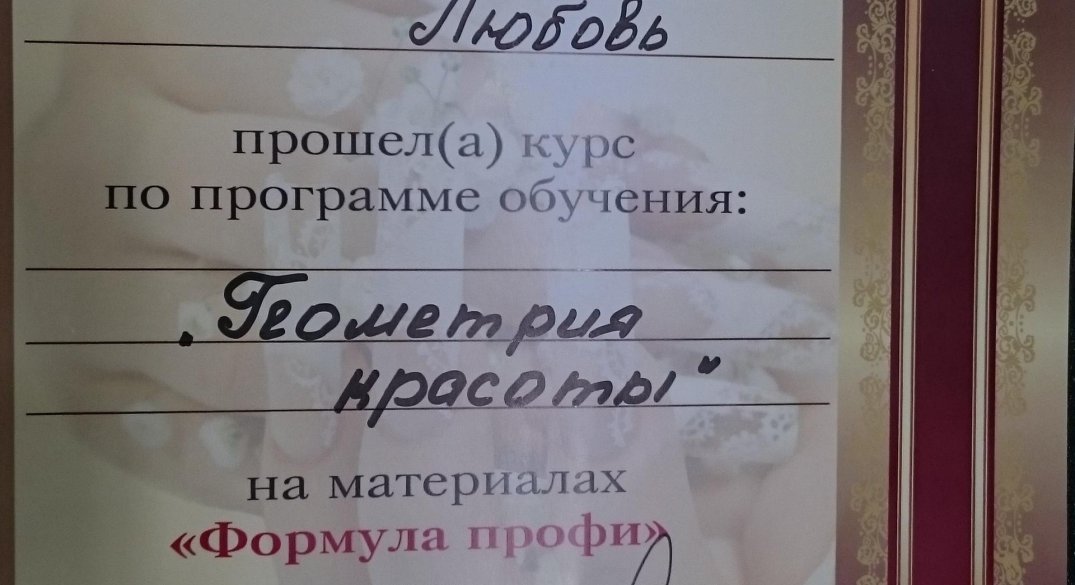 Любовь
прошел(а) курс
по программе обучения:
„Геометрия
красоты"
на материалах
«Формула профи»